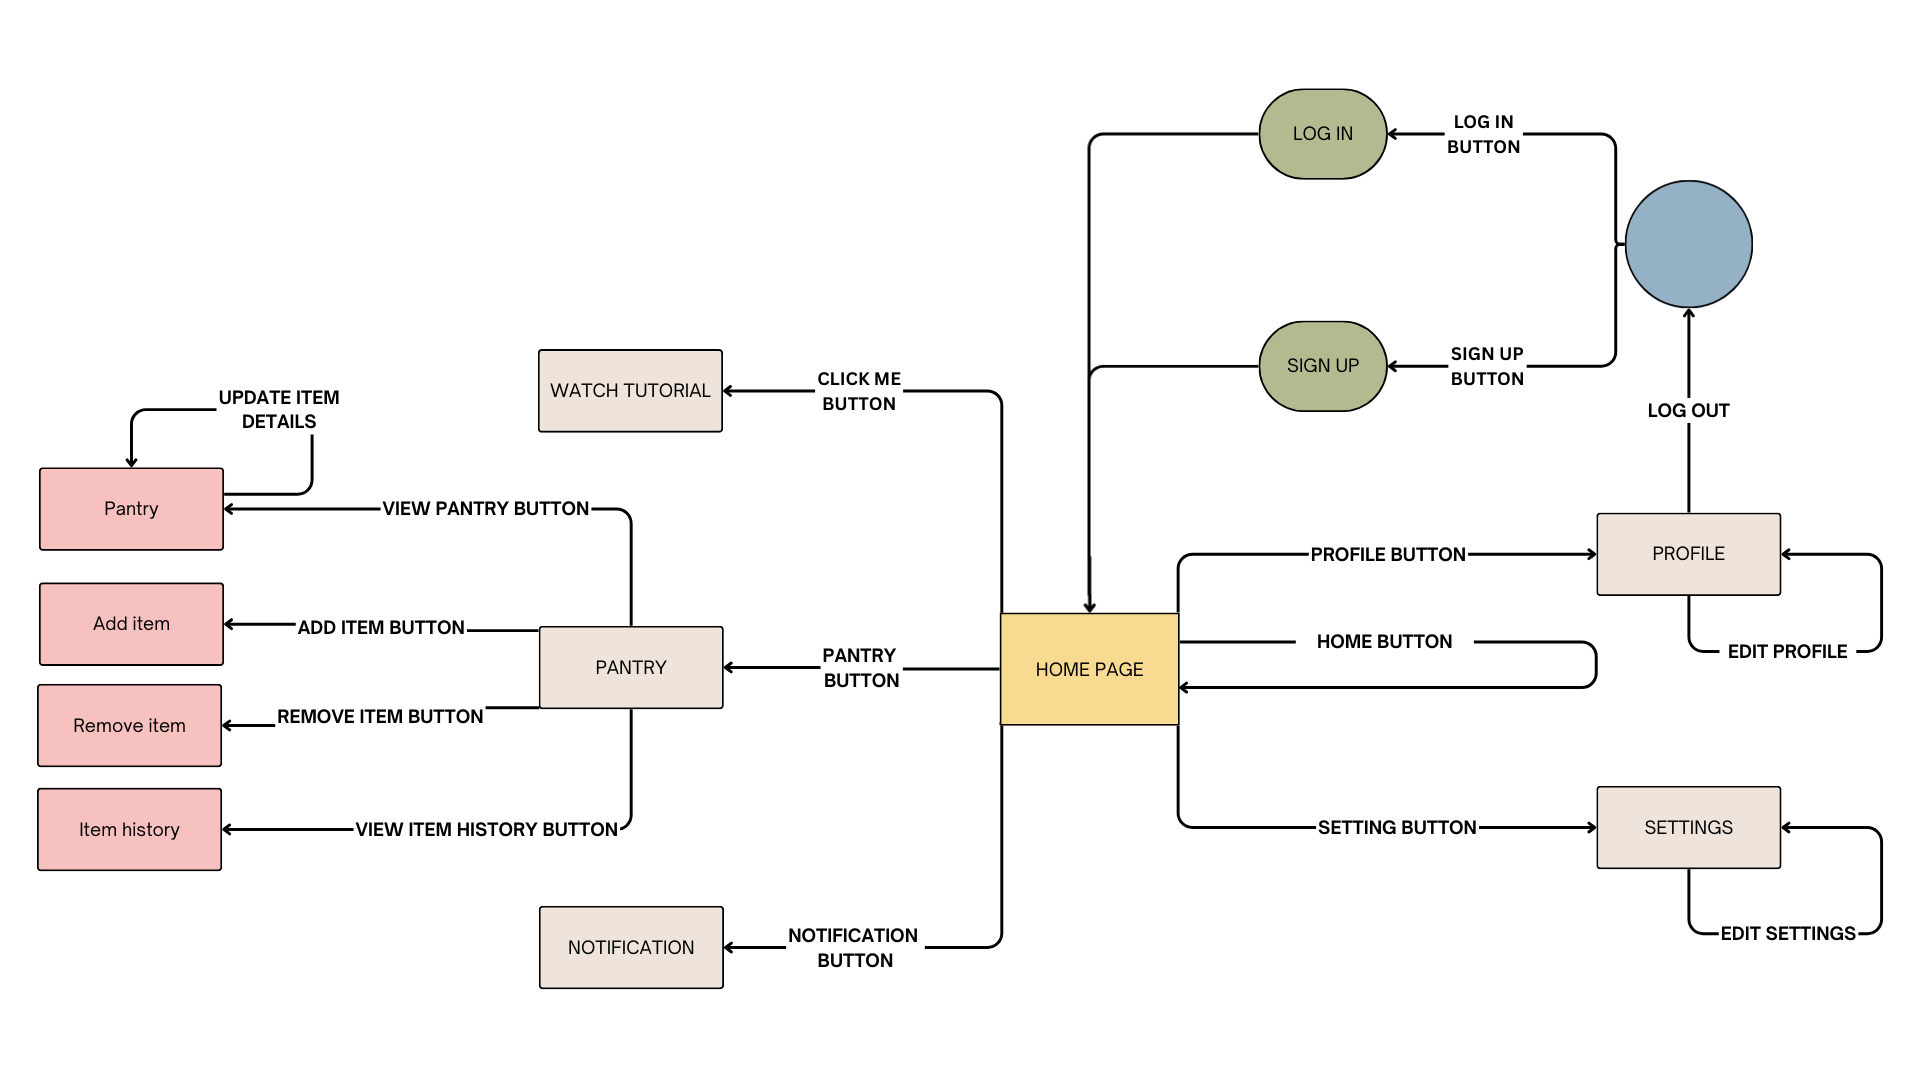 LOG IN
LOG IN
BUTTON
SIGN UP
SIGN UP
BUTTON
LOG OUT
WATCH TUTORIAL
CLICK ME
BUTTON
UPDATE ITEM
DETAILS
Pantry
VIEW PANTRY BUTTON
PROFILE BUTTON
PROFILE
Add item
ADD ITEM BUTTON
PANTRY
PANTRY
BUTTON
HOME PAGE
HOME BUTTON
EDIT PROFILE
Remove item
REMOVE ITEM BUTTON
Item history
VIEW ITEM HISTORY BUTTON
SETTING BUTTON
SETTINGS
NOTIFICATION
NOTIFICATION
BUTTON
EDIT SETTINGS